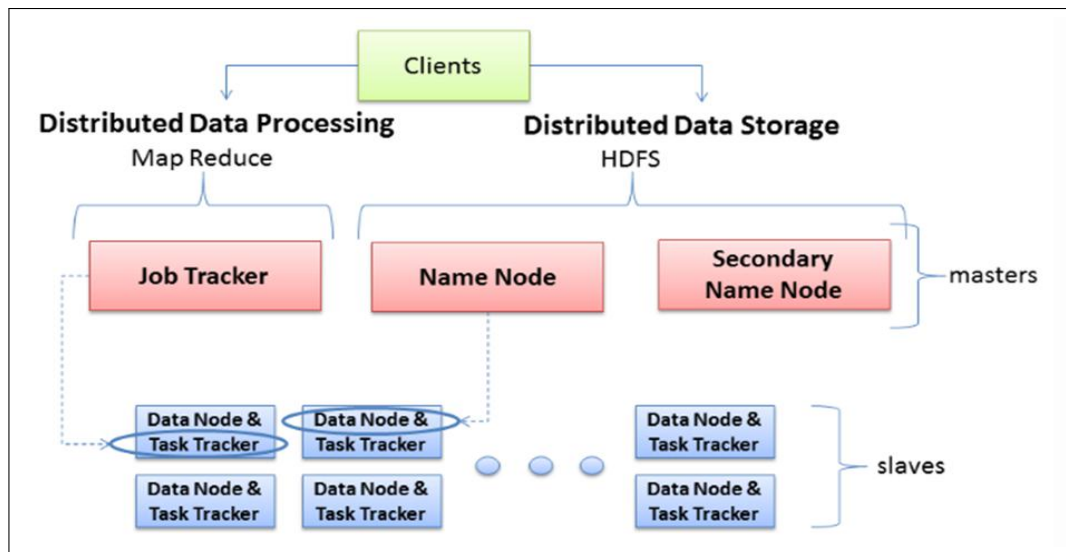 Clients
Distributed Data Processing
Map Reduce
Distributed Data Storage
HDFS
Job Tracker
Name Node
Secondary
Name Node
masters
Data Node &
Task Tracker
Data Node &
Task Tracker
Data Node &
Task Tracker
Data Node &
Task Tracker
Data Node &
Task Tracker
Data Node &
Task Tracker
slaves